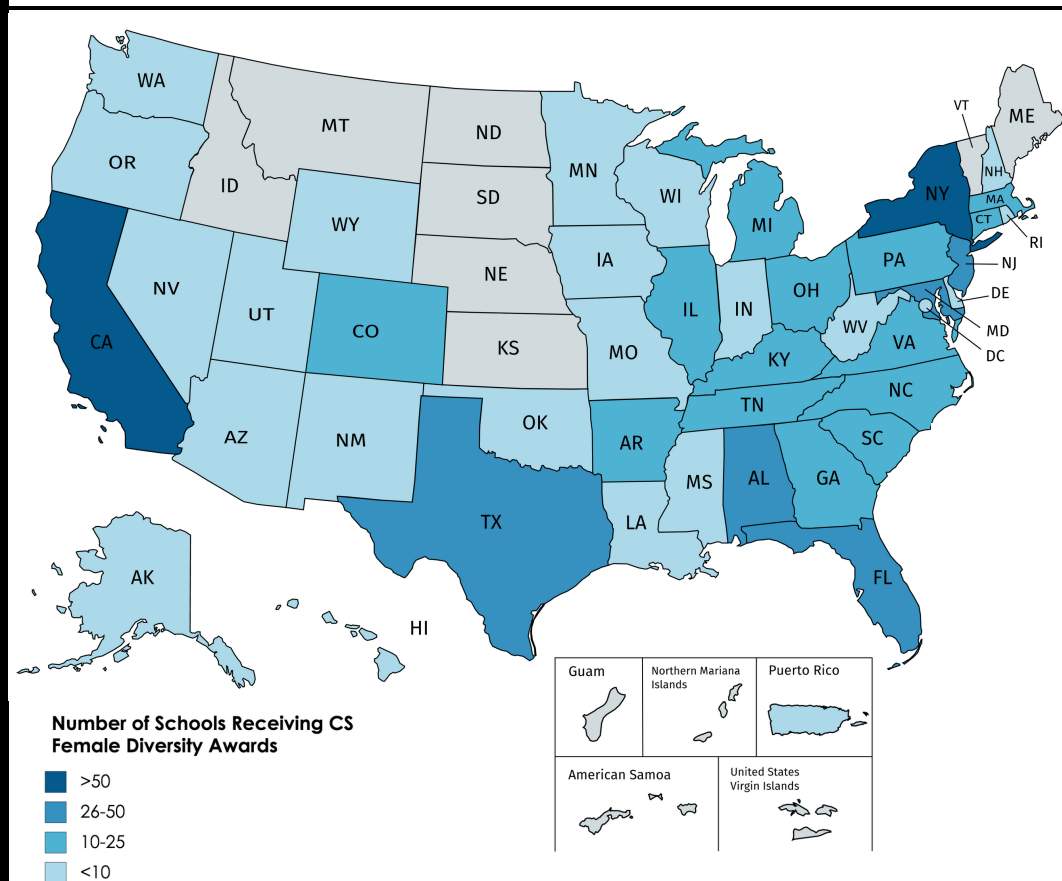 WA
VT
ME
MT
ND
OR
MN
NH
ID
SD
WI
NY
MA
WY
MI
CT
RI
IA
PA
NJ
NE
NV
OH
DE
UT
IL
IN
CO
WV
MD
CA
KS
MO
VA
DC
KY
NC
TN
OK
AZ
NM
AR
SC
MS
AL
GA
TX
LA
AK
FL
HI
Guam
Northern Mariana
Islands
Puerto Rico
American Samoa
United States
Virgin Islands
Number of Schools Receiving CS
Female Diversity Awards
>50
26-50
10-25
<10